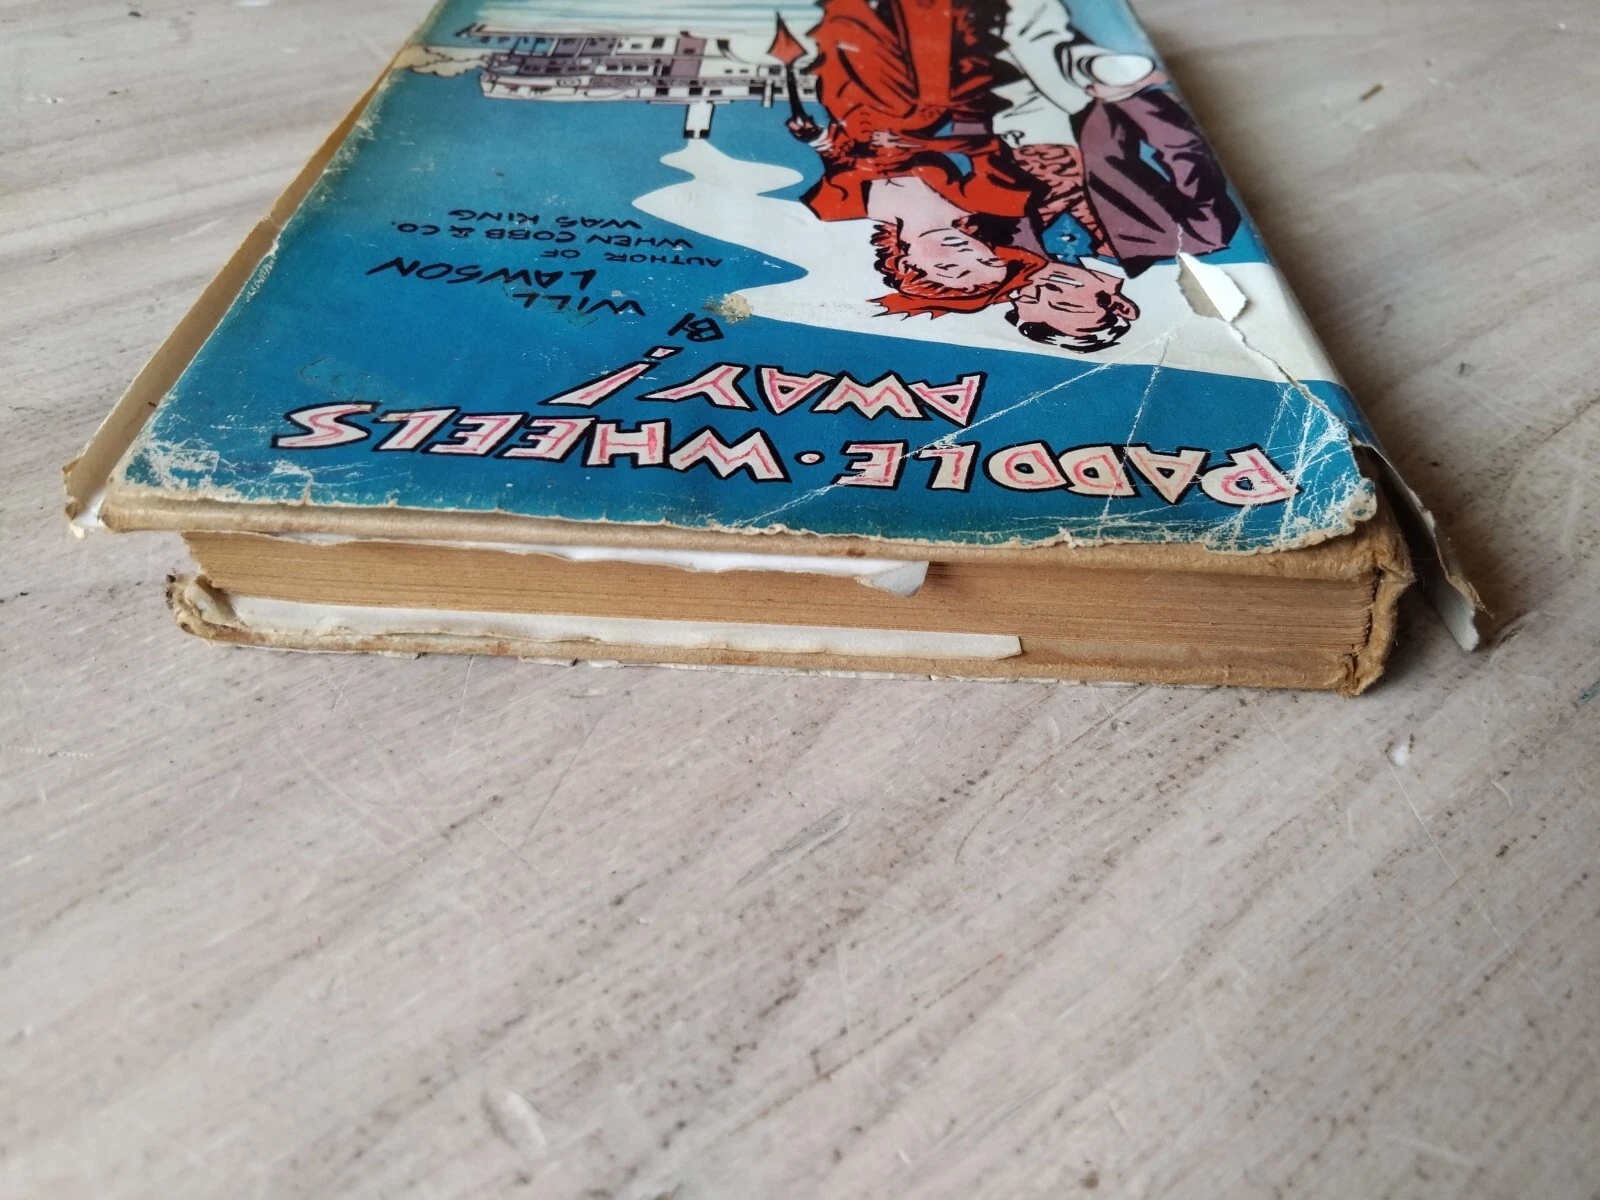 PADDLE·WHEELS
AWAY!
BY
WILL
LAWSON
AUTHOR OF
WHEN COBB & CO.
WAS KING